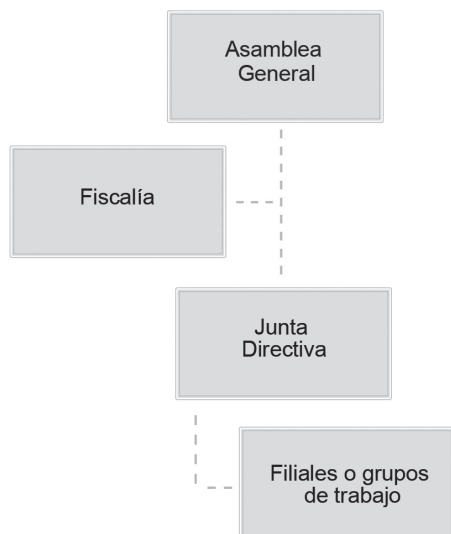 Asamblea
General
Fiscalía
Junta
Directiva
Filiales o grupos
de trabajo